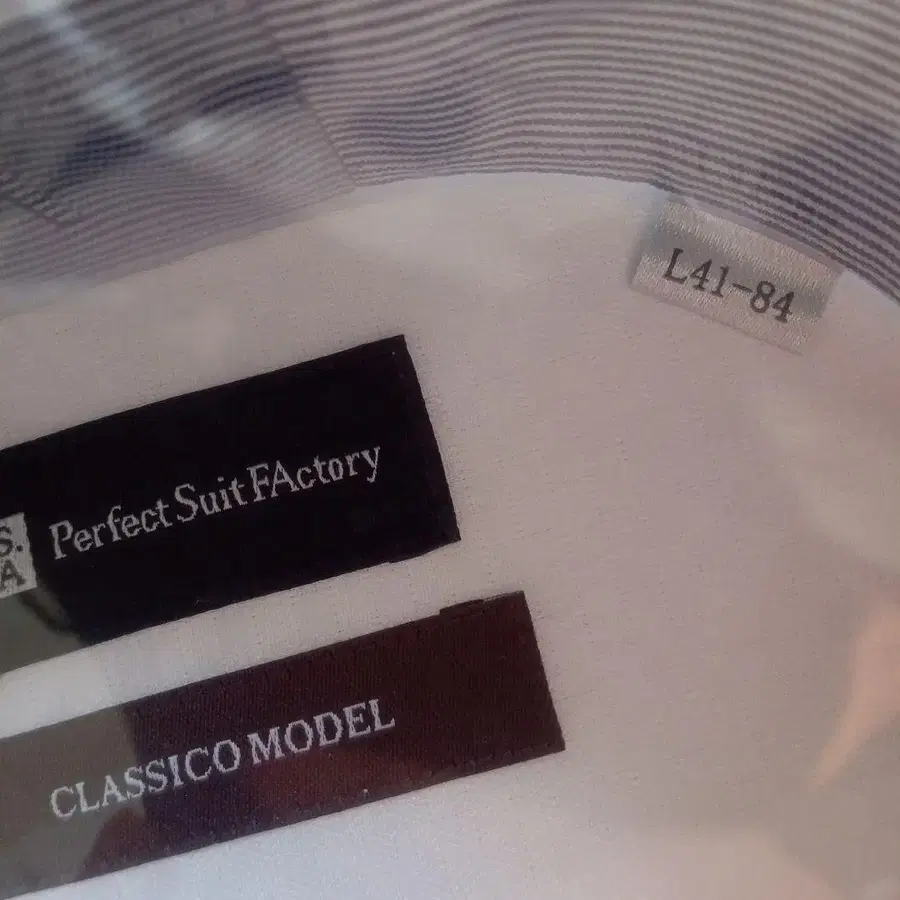 L41-84
S.
A
Perfect Suit FActory
CLASSICO MODEL